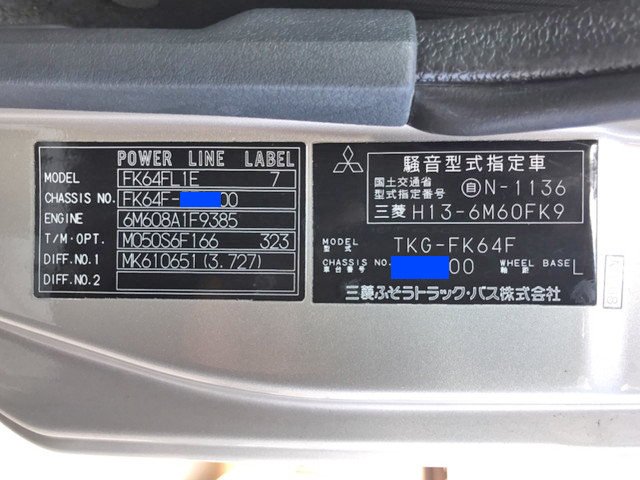 POWER LINE LABEL
MODEL FK64FL1E 7
CHASSIS NO. FK64F- 00
ENGINE 6M608A1F9385
T/M・OPT. M050S6F166 323
DIFF.NO.1 MK610651(3.727)
DIFF.NO.2
騒音型式指定車
国土交通省
型式指定番号 自N-1136
三菱 H13-6M60FK9
MODEL 型式 TKG-FK64F
CHASSIS NO. 車台番号 00 WHEEL BASE 軸距 L
三菱ふそうトラック・バス株式会社